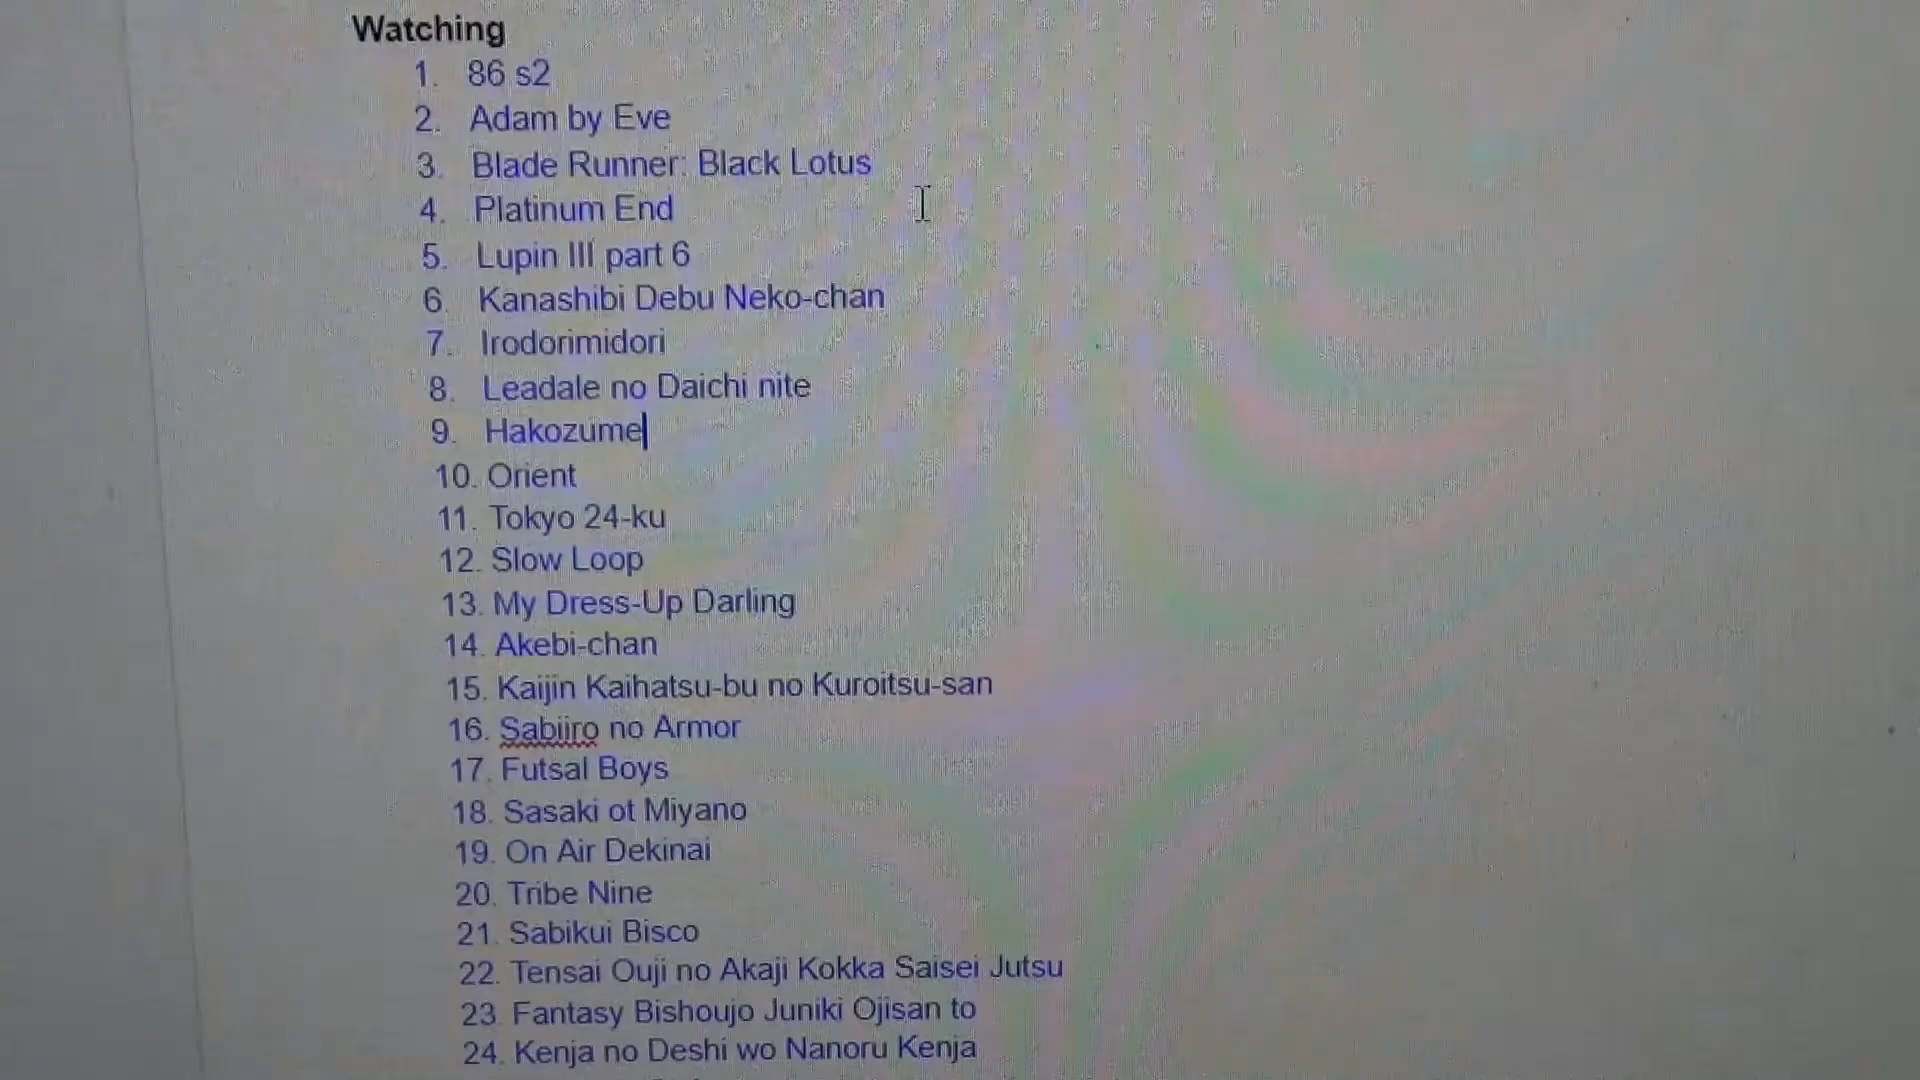 Watching
1. 86 s2
2. Adam by Eve
3. Blade Runner: Black Lotus
4. Platinum End
5. Lupin III part 6
6. Kanashibi Debu Neko-chan
7. Irodorimidori
8. Leadale no Daichi nite
9. Hakozume
10. Orient
11. Tokyo 24-ku
12. Slow Loop
13. My Dress-Up Darling
14. Akebi-chan
15. Kaijin Kaihatsu-bu no Kuroitsu-san
16. Sabiiro no Armor
17. Futsal Boys
18. Sasaki ot Miyano
19. On Air Dekinai
20. Tribe Nine
21. Sabikui Bisco
22. Tensai Ouji no Akaji Kokka Saisei Jutsu
23. Fantasy Bishoujo Juniki Ojisan to
24. Kenja no Deshi wo Nanoru Kenja